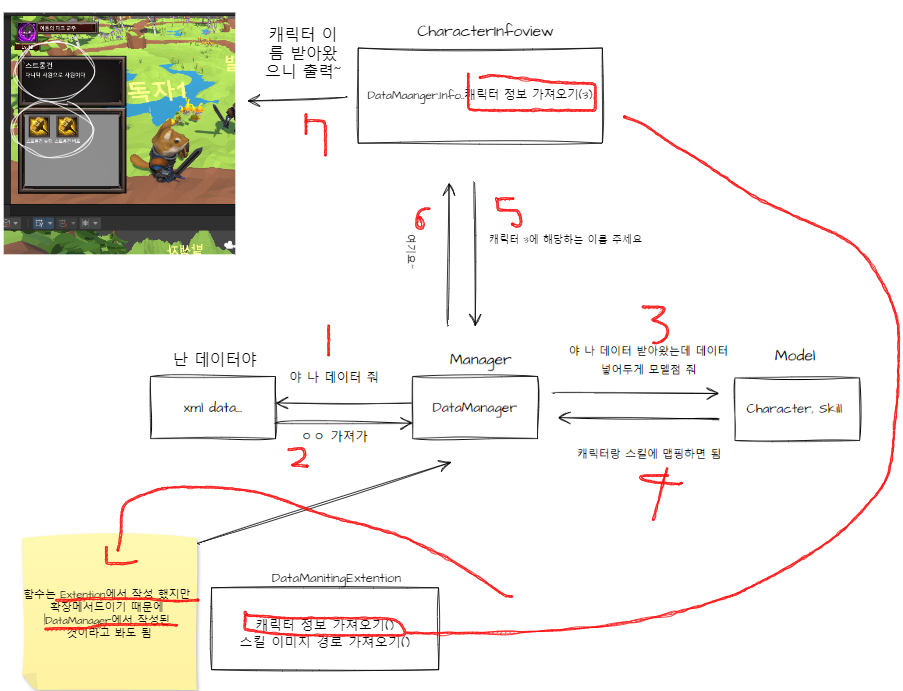 어둠의 다크 군주
스트롱건
캐릭터 이
름 받아왔
으니 출력~
7
CharacterInfoview
DataMaanger.Info...캐릭터 정보 가져오기(3)
6
여기요~
5
캐릭터 3에 해당하는 이름 주세요
난 데이터야
xml data...
1
야 나 데이터 줘
ㅇㅇ 가져가
2
Manager
DataManager
3
야 나 데이터 받아왔는데 데이터
넣어두게 모델점 줘
캐릭터랑 스킬에 맵핑하면 됨
4
Model
Character, Skill
함수는 Extention에서 작성 했지만
확장메서드이기 때문에
DataManager에서 작성된
것이라고 봐도 됨
DataManitingExtention
캐릭터 정보 가져오기()
스킬 이미지 경로 가져오기()